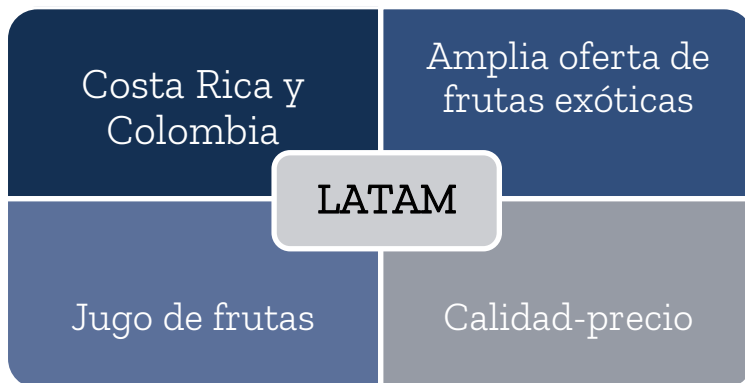 Costa Rica y
Colombia
Amplia oferta de
frutas exóticas
LATAM
Jugo de frutas
Calidad-precio